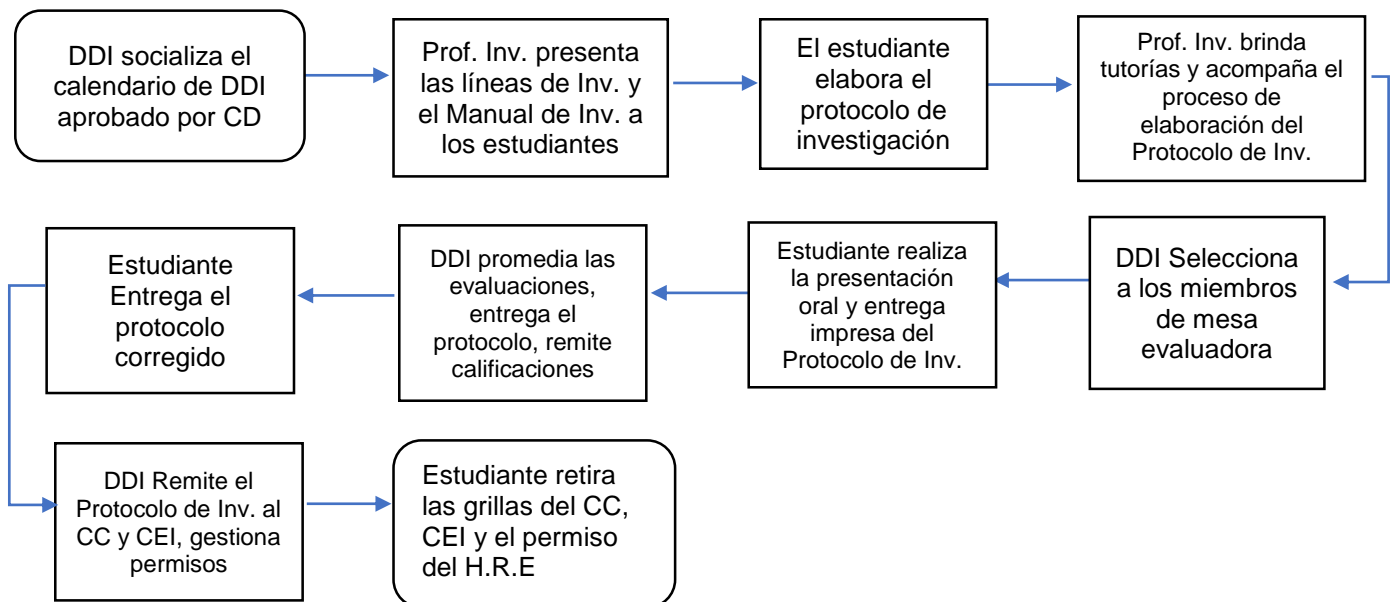 DDI socializa el
calendario de DDI
aprobado por CD
Prof. Inv. presenta
las líneas de Inv. y
el Manual de Inv. a
los estudiantes
El estudiante
elabora el
protocolo de
investigación
Prof. Inv. brinda
tutorías y acompaña el
proceso de
elaboración del
Protocolo de Inv.
DDI Selecciona
a los miembros
de mesa
evaluadora
Estudiante realiza
la presentación
oral y entrega
impresa del
Protocolo de Inv.
DDI promedia las
evaluaciones,
entrega el
protocolo, remite
calificaciones
Estudiante
Entrega el
protocolo
corregido
DDI Remite el
Protocolo de Inv. al
CC y CEI, gestiona
permisos
Estudiante retira
las grillas del CC,
CEI y el permiso
del H.R.E